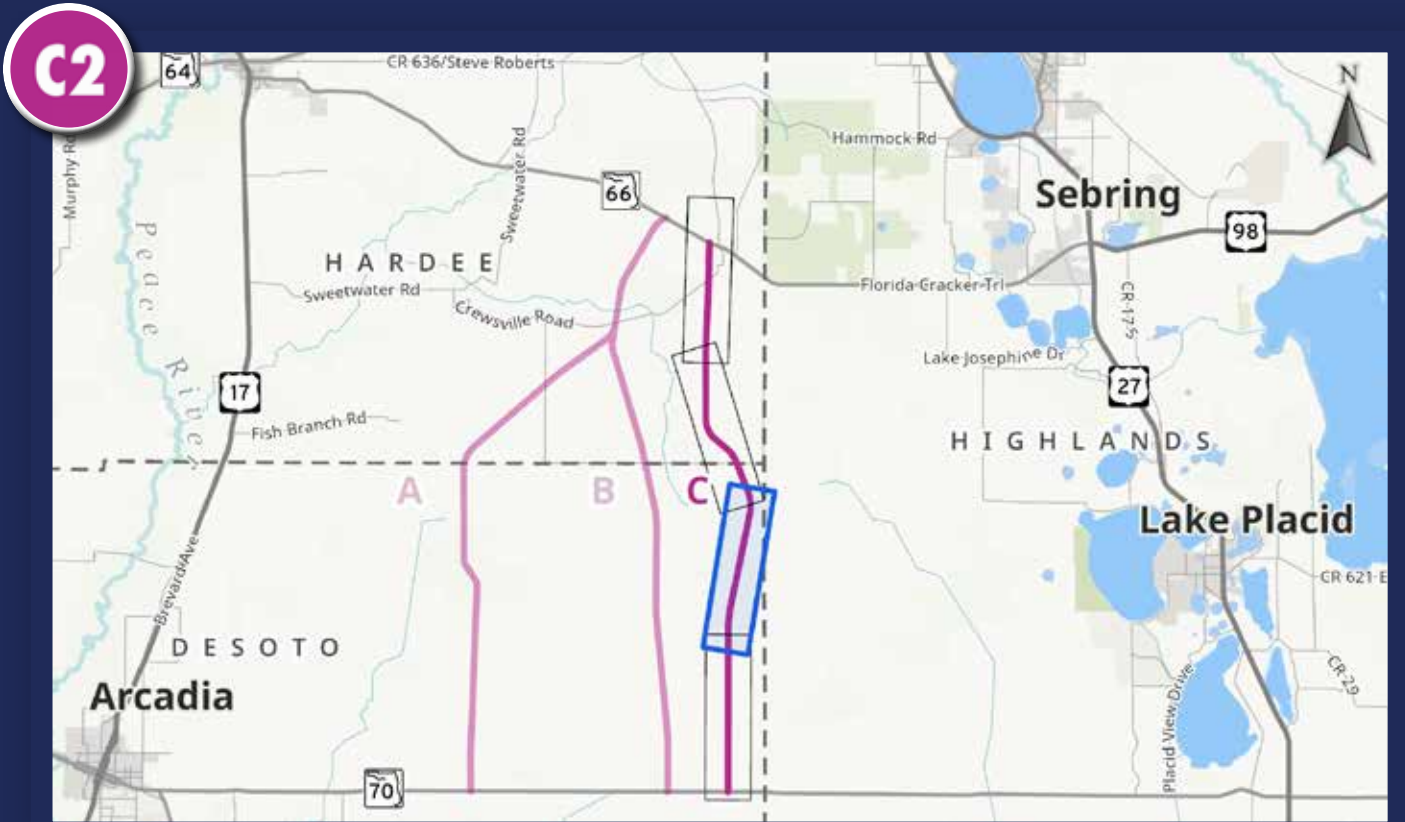 C2
64
CR 636/Steve Roberts
N
Murphy Rd
Hammock Rd
Sweetwater Rd
66
Sebring
98
Peace River
HARDEE
Florida Cracker Trl
Sweetwater Rd
Crewsville Road
CR-17 S
Lake Josephine Dr
17
27
Fish Branch Rd
HIGHLANDS
A
B
C
Lake Placid
Brevard Ave
CR 621 E
DESOTO
Arcadia
CR-29
Placid View Drive
70